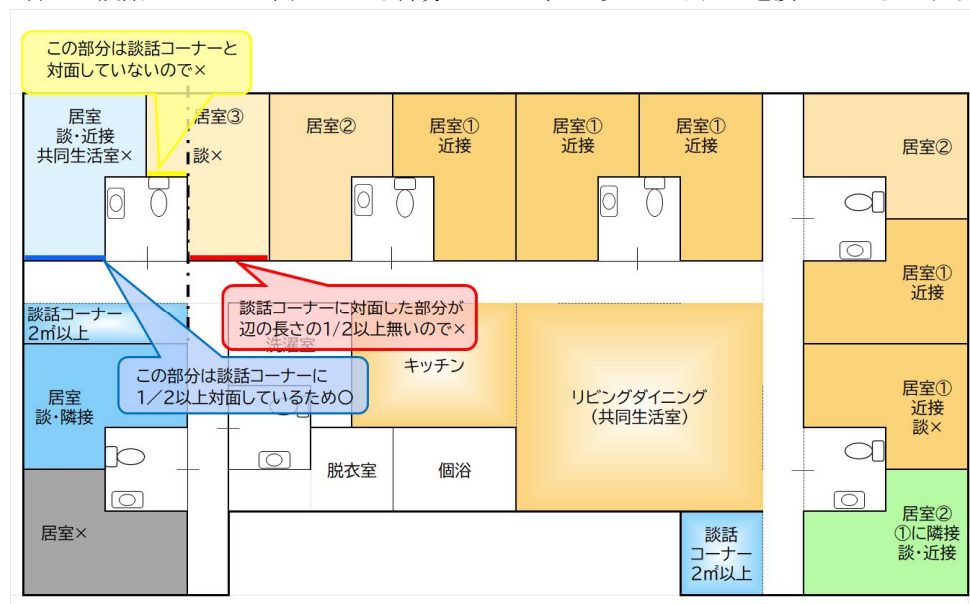 この部分は談話コーナーと
対面していないので×
居室
談・近接
共同生活室×
居室③
談×
居室②
居室①
近接
居室①
近接
居室①
近接
居室②
居室①
近接
談話コーナー
2㎡以上
談話コーナーに対面した部分が
辺の長さの1/2以上無いので×
洗濯室
キッチン
この部分は談話コーナーに
1／2以上対面しているため〇
リビングダイニング
(共同生活室)
居室
談・隣接
居室①
近接
談×
脱衣室
個浴
居室×
談話
コーナー
2㎡以上
居室②
①に隣接
談・近接